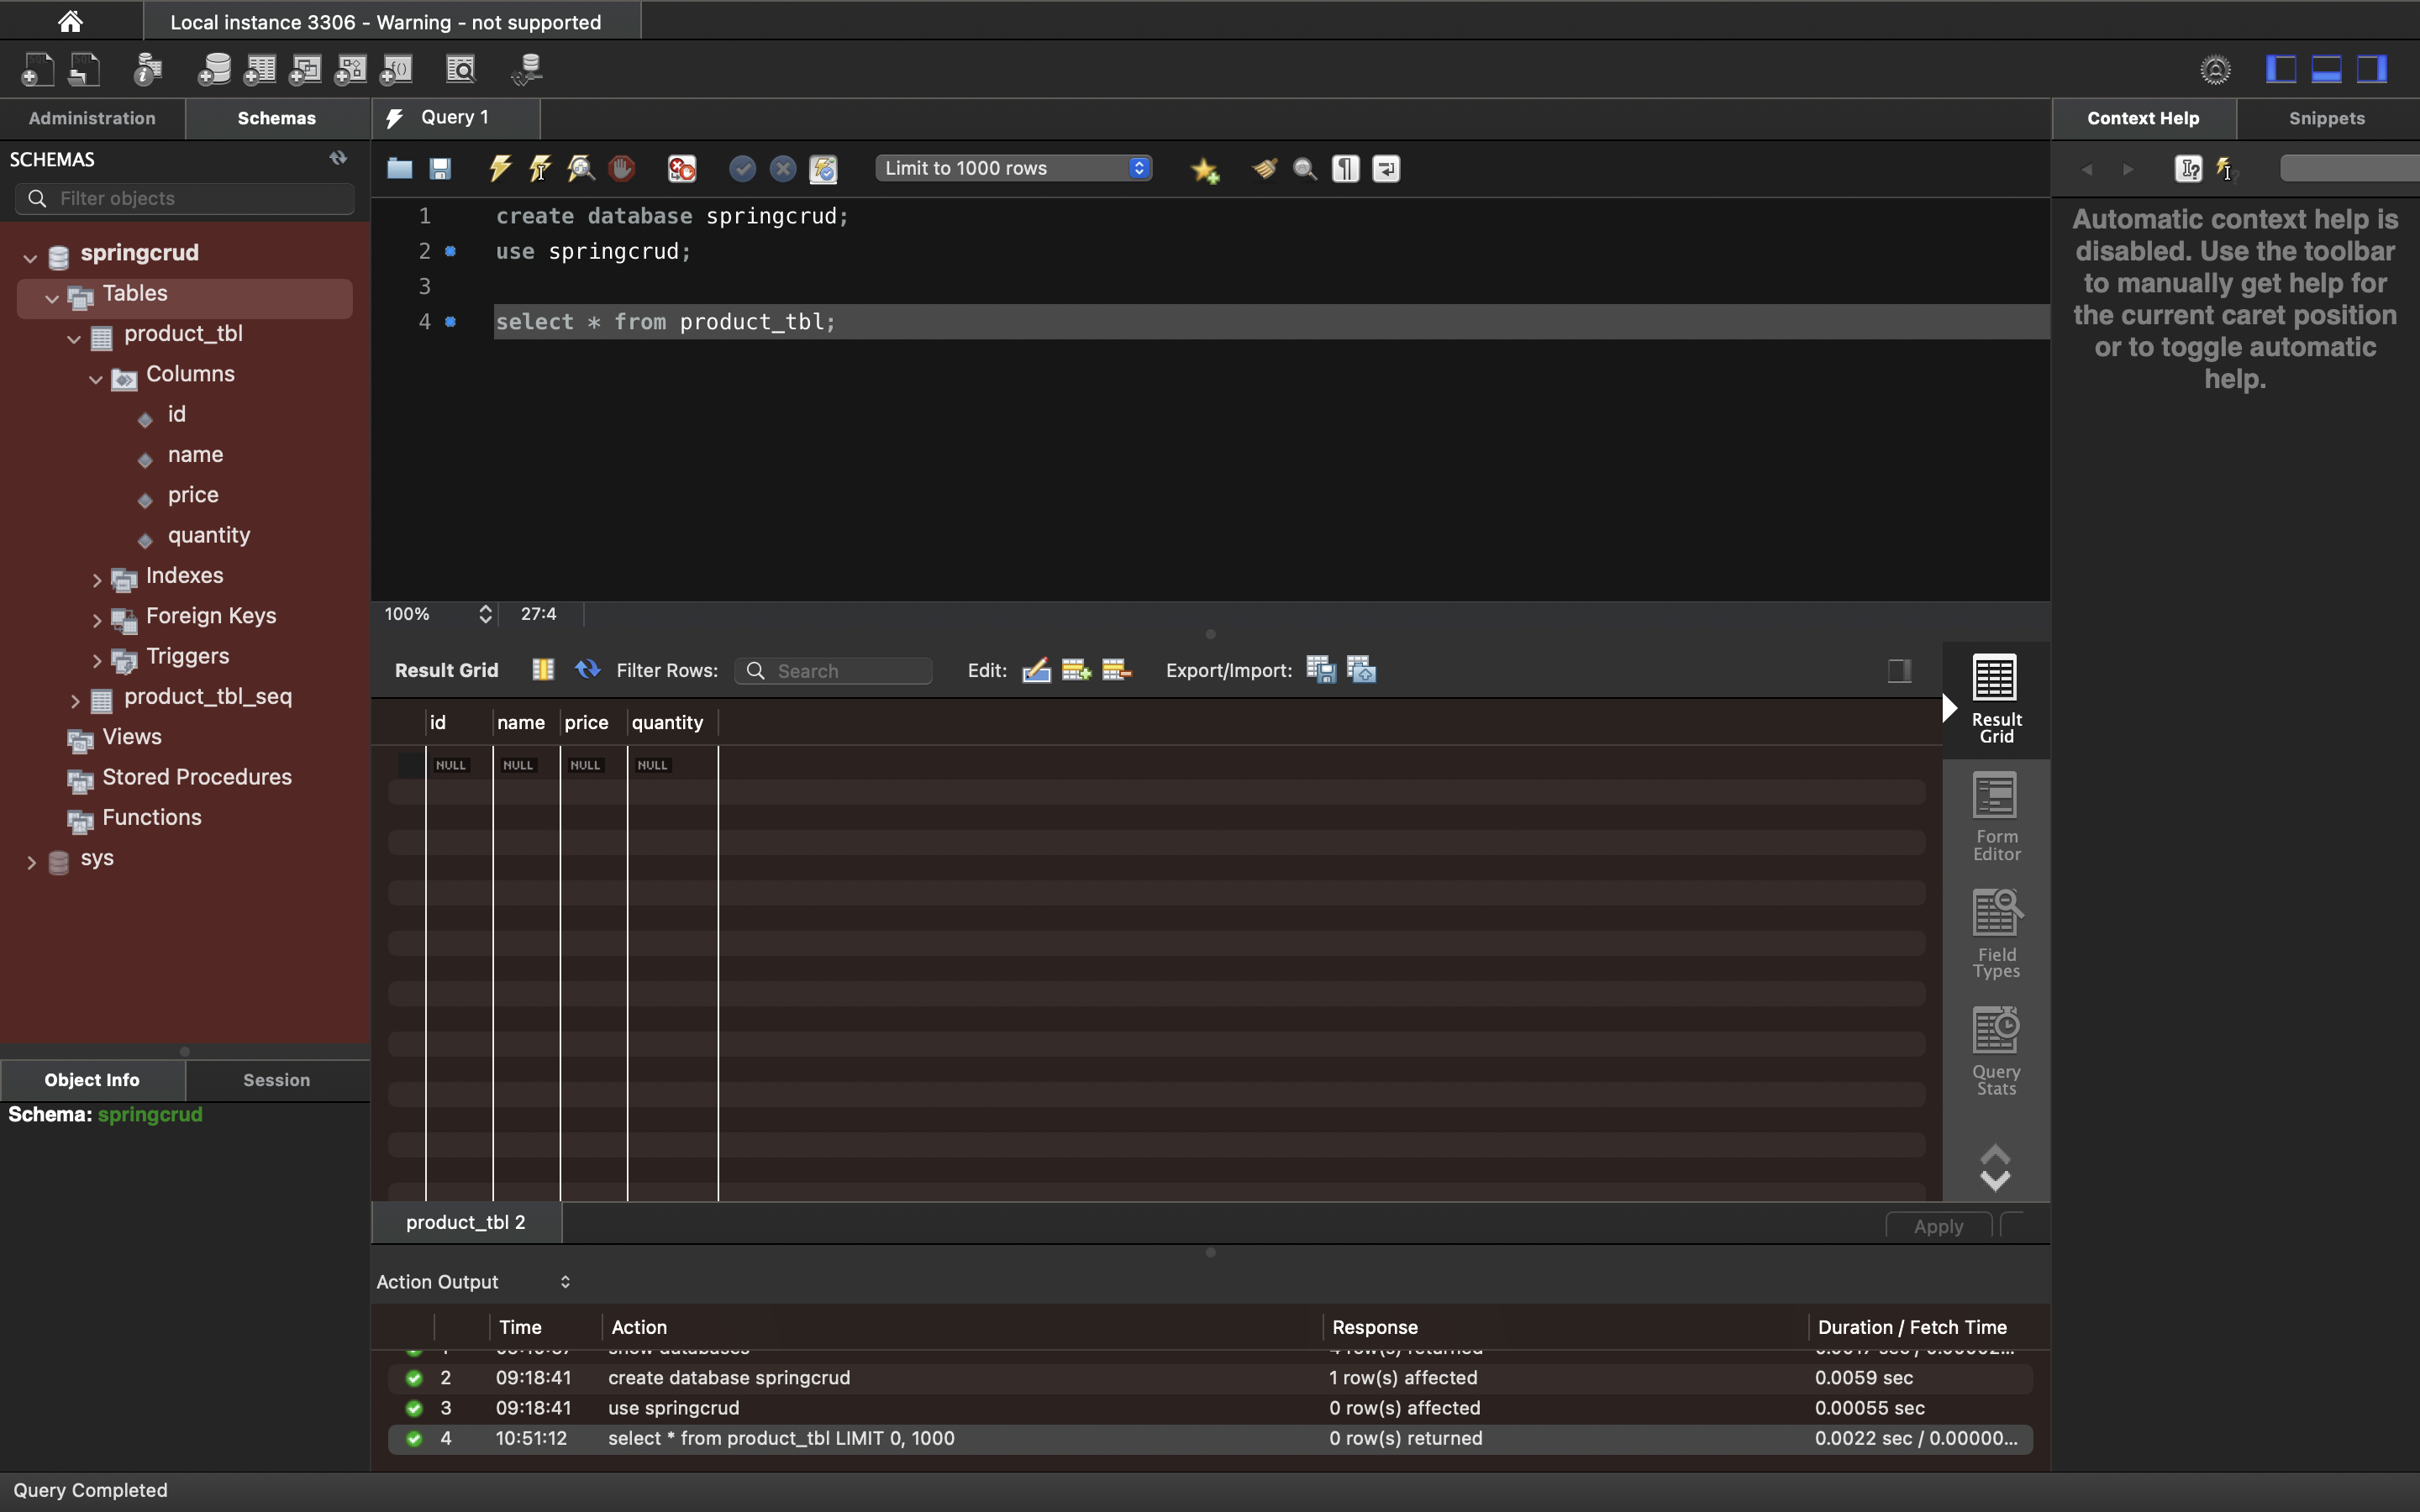 Local instance 3306 - Warning - not supported
Administration
Schemas
Query 1
Context Help
Snippets
SCHEMAS
Filter objects
Limit to 1000 rows
springcrud
Tables
product_tbl
Columns
id
name
price
quantity
Indexes
Foreign Keys
Triggers
product_tbl_seq
Views
Stored Procedures
Functions
sys
1 create database springcrud;
2 use springcrud;
3
4 select * from product_tbl;
Automatic context help is
disabled. Use the toolbar
to manually get help for
the current caret position
or to toggle automatic
help.
100%
27:4
Result Grid
Filter Rows:
Search
Edit:
Export/Import:
id name price quantity
NULL NULL NULL NULL
Result
Grid
Form
Editor
Field
Types
Query
Stats
Object Info
Session
Schema: springcrud
product_tbl 2
Apply
Action Output
Time Action Response Duration / Fetch Time
2 09:18:41 create database springcrud 1 row(s) affected 0.0059 sec
3 09:18:41 use springcrud 0 row(s) affected 0.00055 sec
4 10:51:12 select * from product_tbl LIMIT 0, 1000 0 row(s) returned 0.0022 sec / 0.00000...
Query Completed